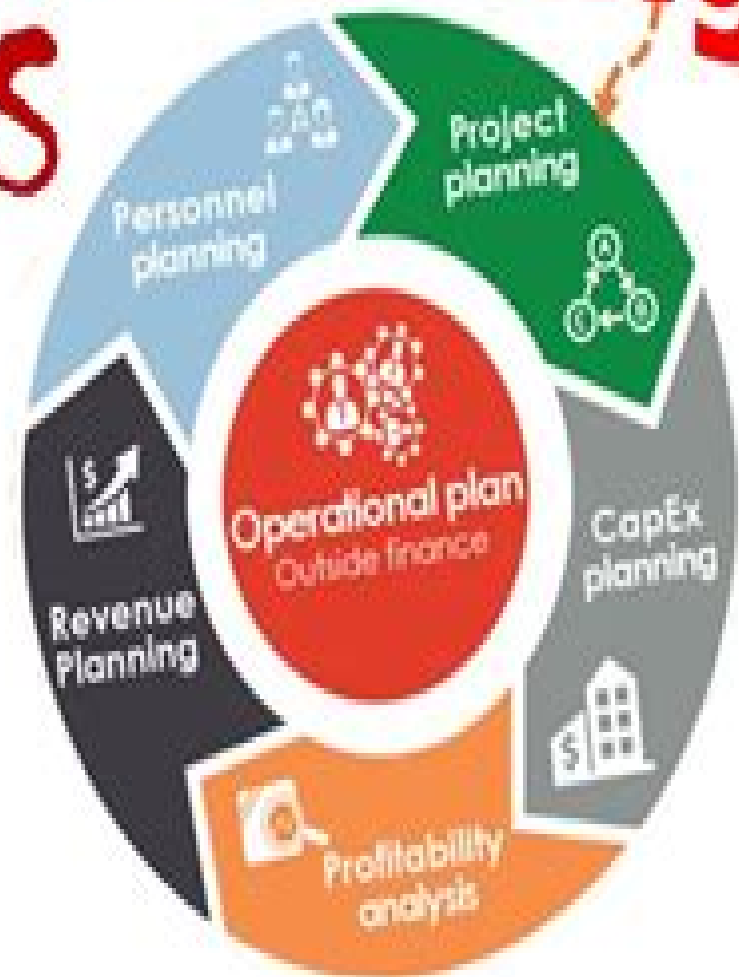 Personnel
planning
Project
planning
A
B
C
Operational plan
Outside finance
CapEx
planning
$
Revenue
Planning
$
Profitability
analysis